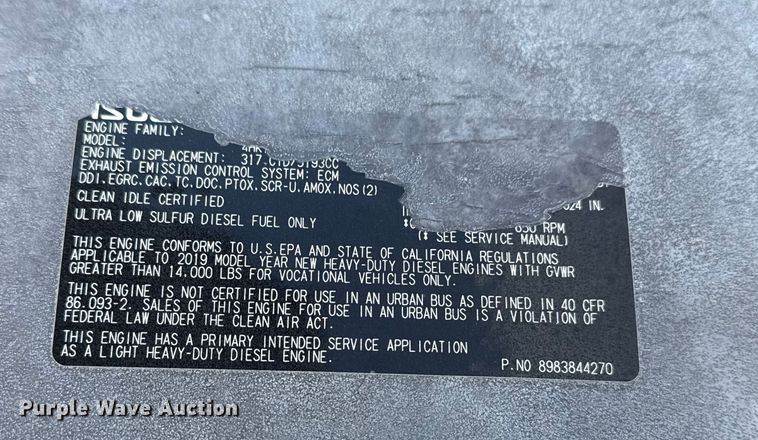 ISUZU
ENGINE FAMILY:
MODEL: 4HK
ENGINE DISPLACEMENT: 317.CID/5193CC
EXHAUST EMISSION CONTROL SYSTEM: ECM
DDI.EGRC.CAC.TC.DOC.PTOX.SCR-U.AMOX.NOS(2)
CLEAN IDLE CERTIFIED
024 IN.
ULTRA LOW SULFUR DIESEL FUEL ONLY
650 RPM
(‡ SEE SERVICE MANUAL)
THIS ENGINE CONFORMS TO U.S.EPA AND STATE OF CALIFORNIA REGULATIONS
APPLICABLE TO 2019 MODEL YEAR NEW HEAVY-DUTY DIESEL ENGINES WITH GVWR
GREATER THAN 14.000 LBS FOR VOCATIONAL VEHICLES ONLY.
THIS ENGINE IS NOT CERTIFIED FOR USE IN AN URBAN BUS AS DEFINED IN 40 CFR
86.093-2. SALES OF THIS ENGINE FOR USE IN AN URBAN BUS IS A VIOLATION OF
FEDERAL LAW UNDER THE CLEAN AIR ACT.
THIS ENGINE HAS A PRIMARY INTENDED SERVICE APPLICATION
AS A LIGHT HEAVY-DUTY DIESEL ENGINE.
P.NO 8983844270
Purple Wave Auction